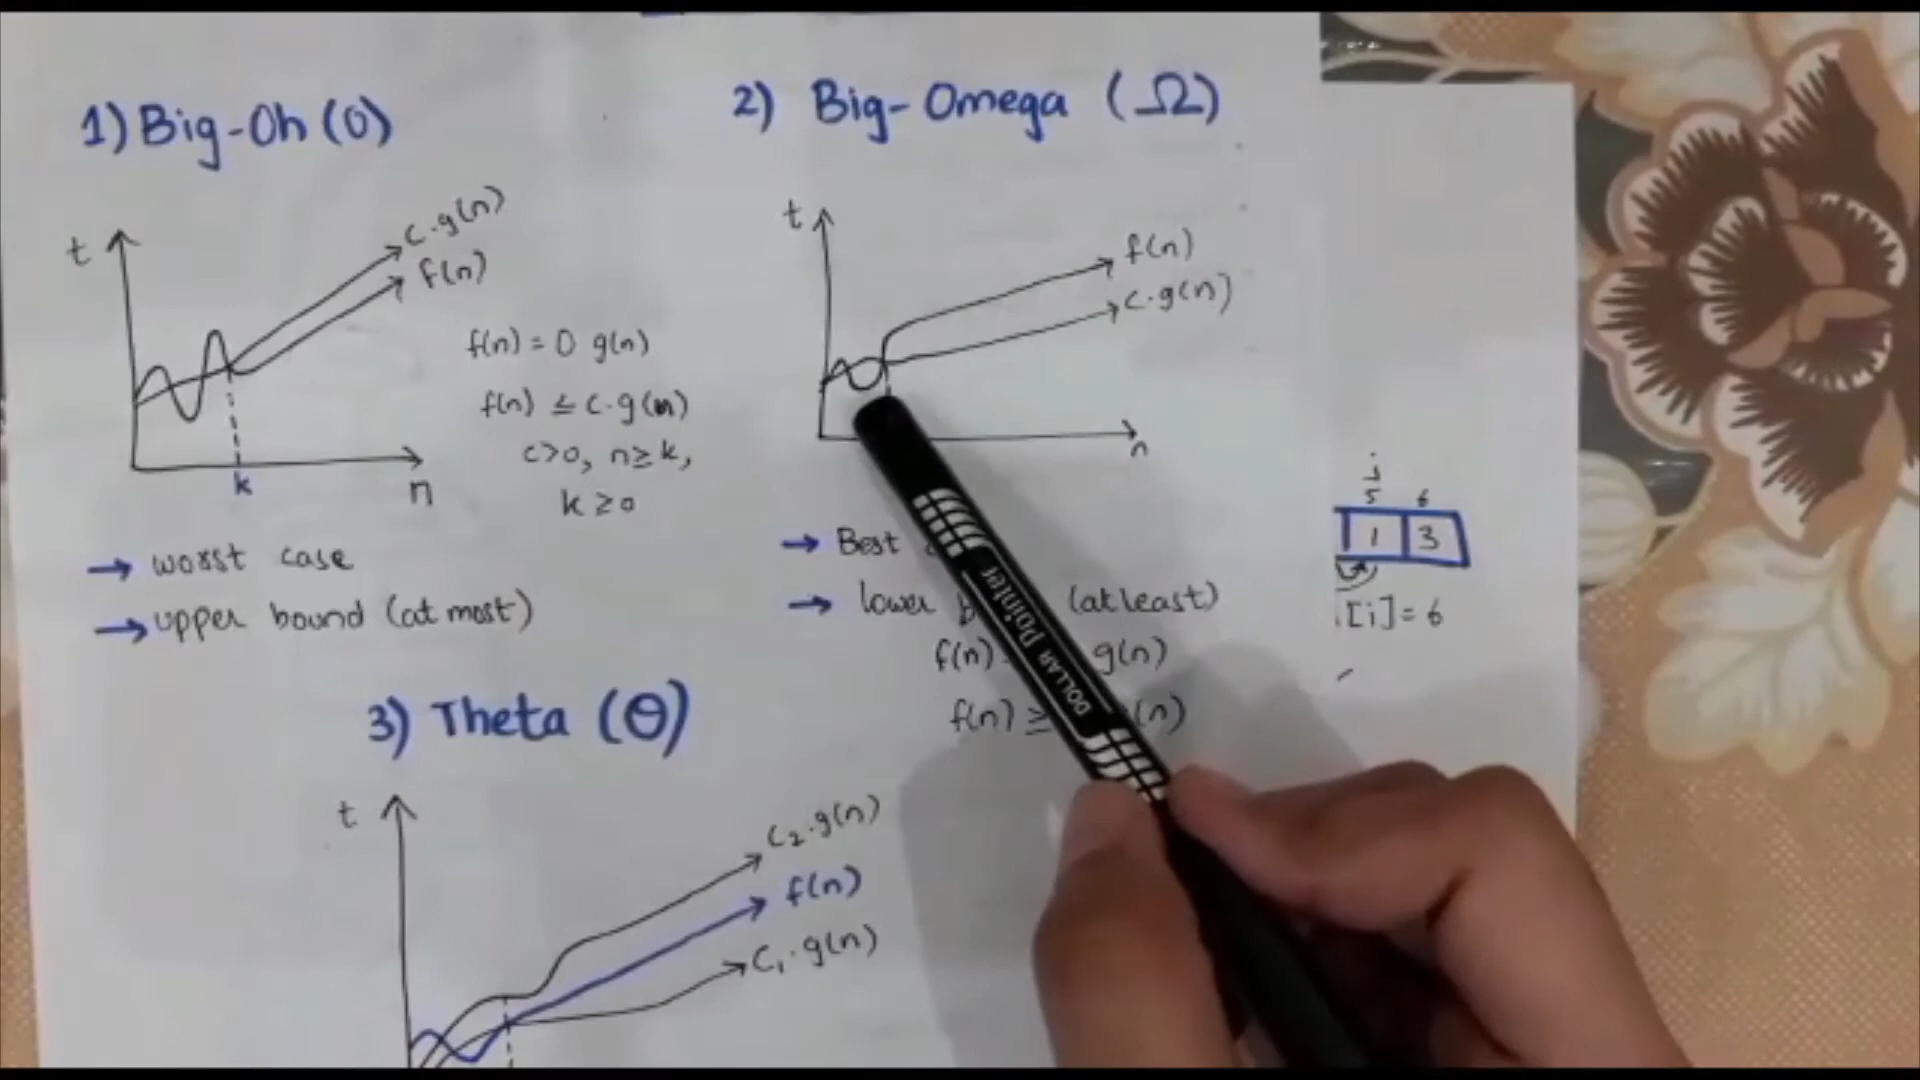 1) Big-Oh (O)
t
c.g(n)
f(n)
k
n
f(n) = O g(n)
f(n) ≤ c.g(n)
c>0, n≥k,
k ≥ 0
→ worst case
→ upper bound (at most)
2) Big-Omega (Ω)
t
f(n)
c.g(n)
n
→ Best
→ lower (atleast)
f(n) g(n)
f(n) ≥ (n)
j
5 6
1 3
[i]= 6
3) Theta (Θ)
t
c₂.g(n)
f(n)
c₁.g(n)
DOLLAR Pointer